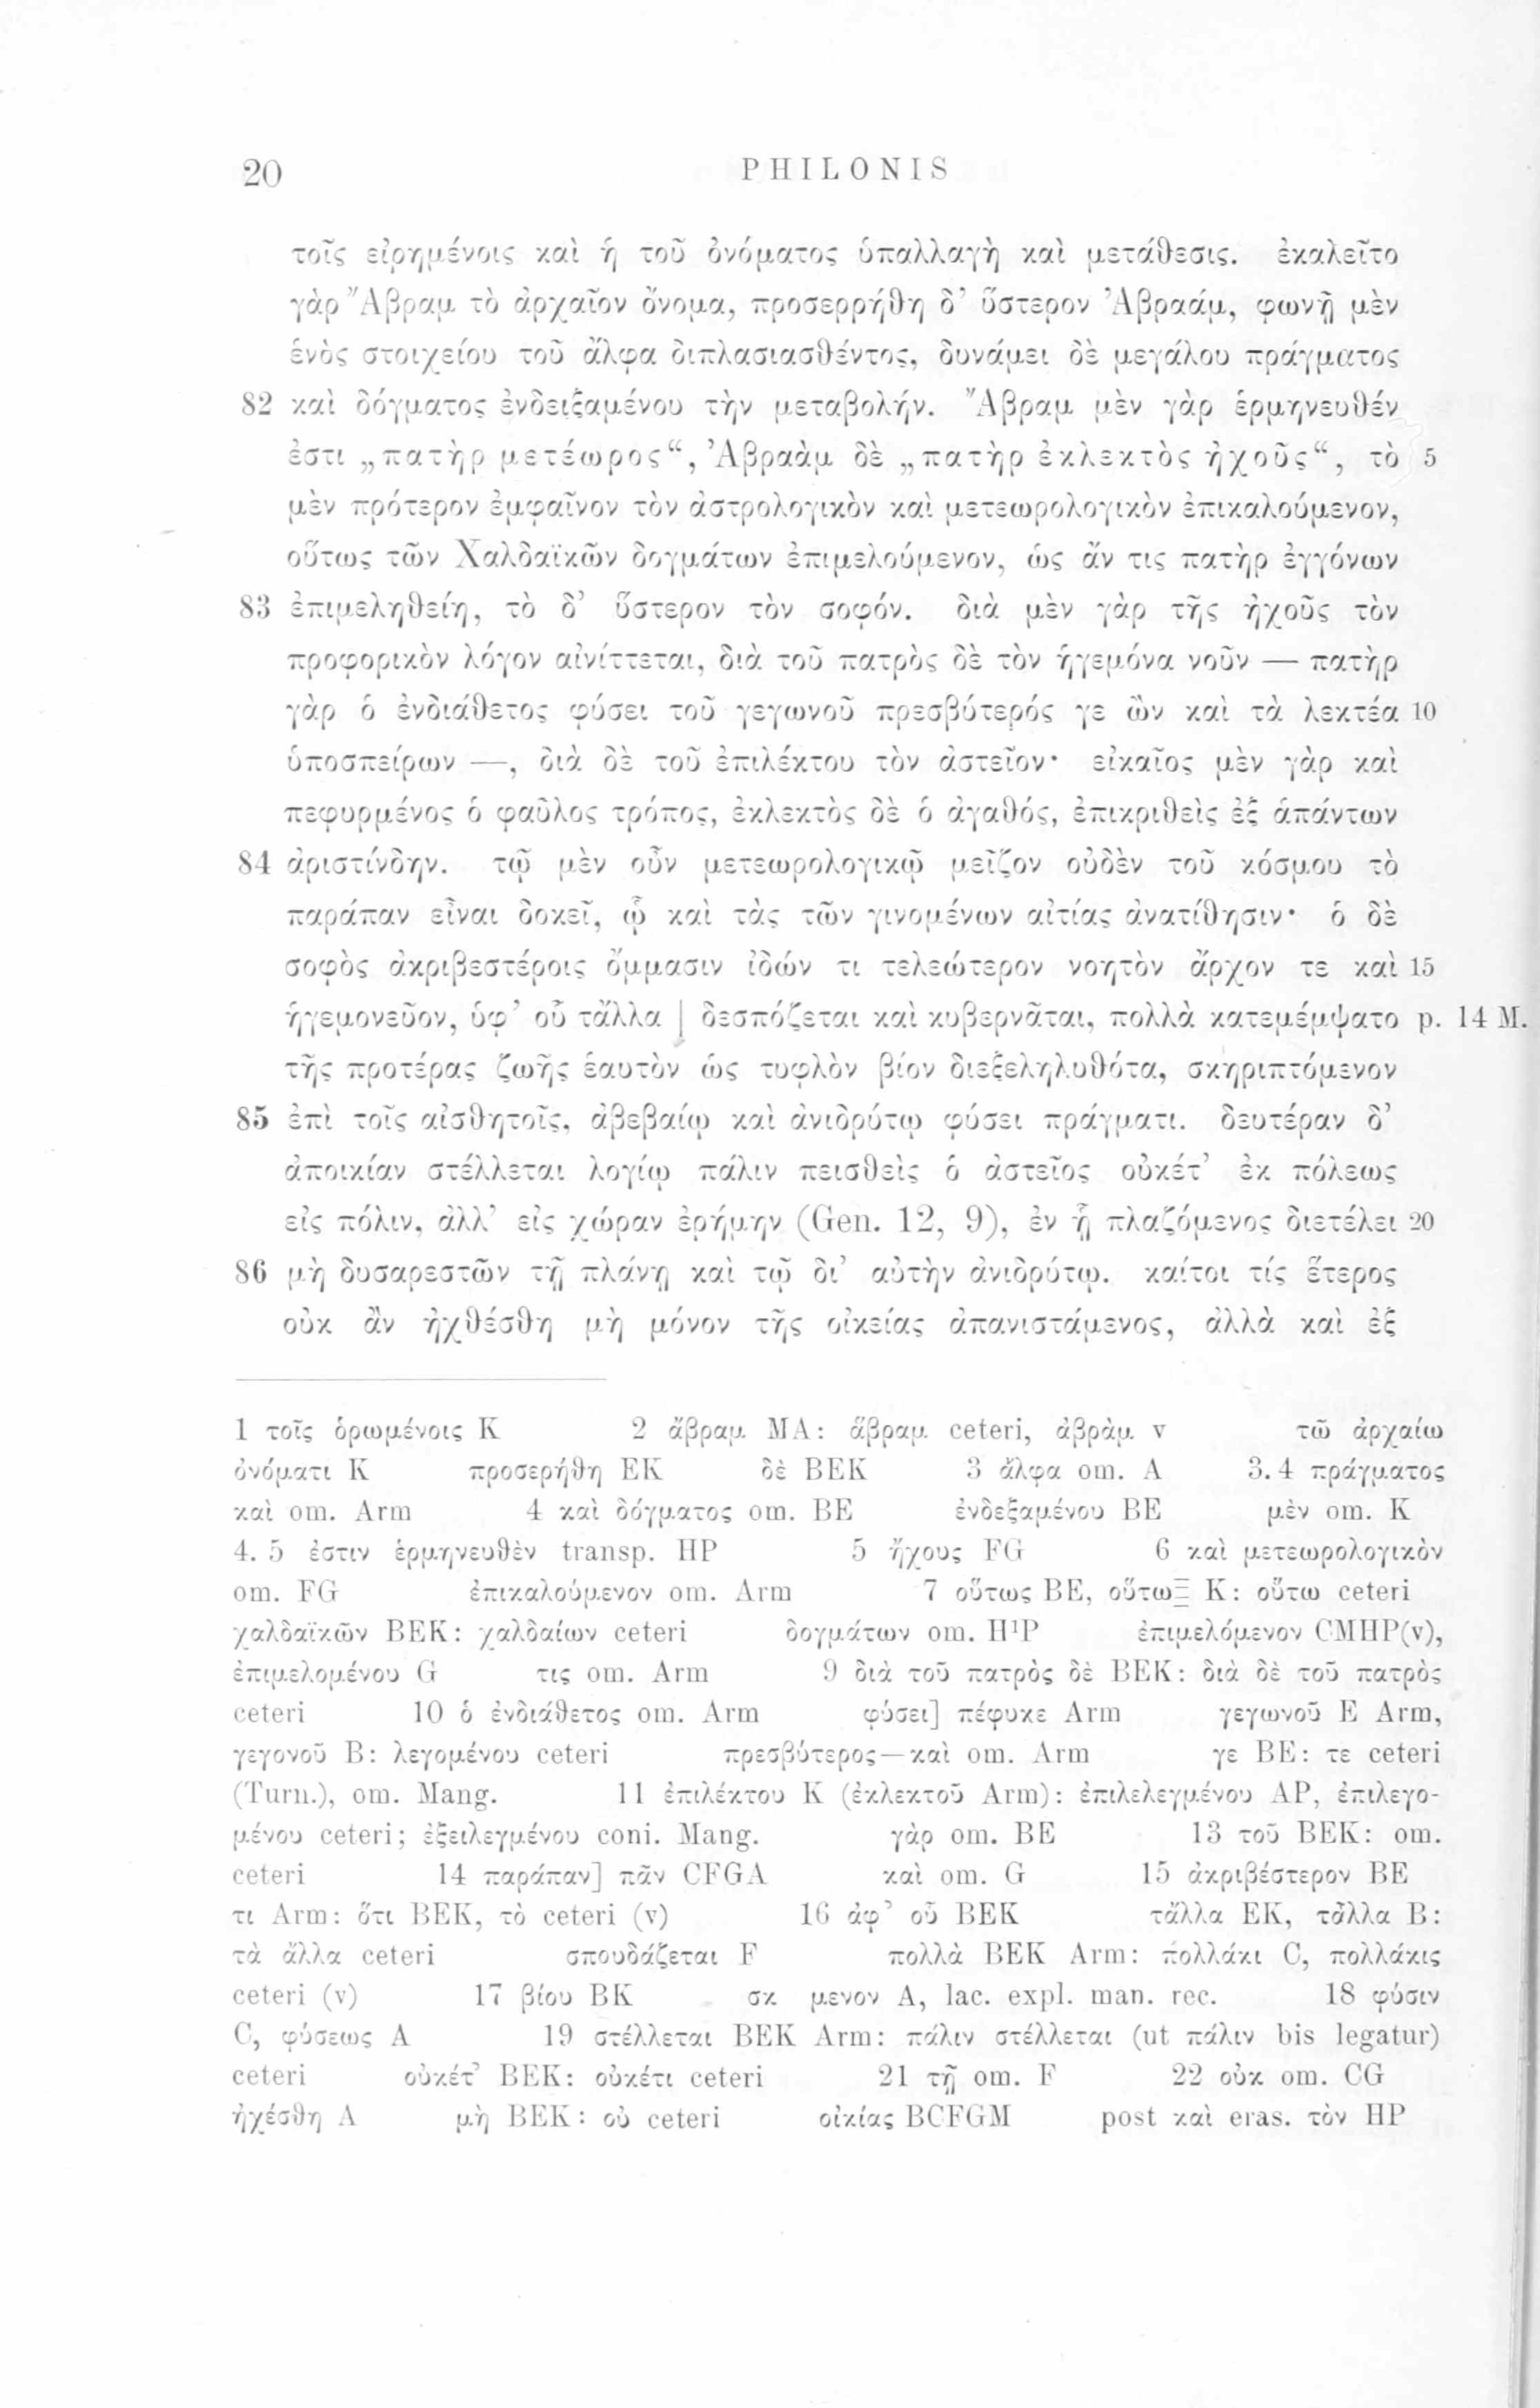 20 PHILONIS
τοῖς εἰρημένοις καὶ ἡ τοῦ ὀνόματος ὑπαλλαγὴ καὶ μετάθεσις. ἐκαλεῖτο
γὰρ Ἄβραμ τὸ ἀρχαῖον ὄνομα, προσερρήθη δ’ ὕστερον Ἀβραάμ, φωνῇ μὲν
ἑνὸς στοιχείου τοῦ ἄλφα διπλασιασθέντος, δυνάμει δὲ μεγάλου πράγματος
82 καὶ δόγματος ἐνδειξαμένου τὴν μεταβολήν. Ἄβραμ μὲν γὰρ ἑρμηνευθέν
ἐστι „πατὴρ μετέωρος“, Ἀβραὰμ δὲ „πατὴρ ἐκλεκτὸς ἠχοῦς“, τὸ 5
μὲν πρότερον ἐμφαῖνον τὸν ἀστρολογικὸν καὶ μετεωρολογικὸν ἐπικαλούμενον,
οὕτως τῶν Χαλδαϊκῶν δογμάτων ἐπιμελούμενον, ὡς ἄν τις πατὴρ ἐγγόνων
83 ἐπιμεληθείη, τὸ δ’ ὕστερον τὸν σοφόν. διὰ μὲν γὰρ τῆς ἠχοῦς τὸν
προφορικὸν λόγον αἰνίττεται, διὰ τοῦ πατρὸς δὲ τὸν ἡγεμόνα νοῦν — πατὴρ
γὰρ ὁ ἐνδιάθετος φύσει τοῦ γεγωνοῦ πρεσβύτερός γε ὢν καὶ τὰ λεκτέα 10
ὑποσπείρων —, διὰ δὲ τοῦ ἐπιλέκτου τὸν ἀστεῖον· εἰκαῖος μὲν γὰρ καὶ
πεφυρμένος ὁ φαῦλος τρόπος, ἐκλεκτὸς δὲ ὁ ἀγαθός, ἐπικριθεὶς ἐξ ἁπάντων
84 ἀριστίνδην. τῷ μὲν οὖν μετεωρολογικῷ μεῖζον οὐδὲν τοῦ κόσμου τὸ
παράπαν εἶναι δοκεῖ, ᾧ καὶ τὰς τῶν γινομένων αἰτίας ἀνατίθησιν· ὁ δὲ
σοφὸς ἀκριβεστέροις ὄμμασιν ἰδών τι τελεώτερον νοητὸν ἄρχον τε καὶ 15
ἡγεμονεῦον, ὑφ’ οὗ τἄλλα | δεσπόζεται καὶ κυβερνᾶται, πολλὰ κατεμέμψατο p. 14 M.
τῆς προτέρας ζωῆς ἑαυτὸν ὡς τυφλὸν βίον διεξεληλυθότα, σκηριπτόμενον
85 ἐπὶ τοῖς αἰσθητοῖς, ἀβεβαίῳ καὶ ἀνιδρύτῳ φύσει πράγματι. δευτέραν δ’
ἀποικίαν στέλλεται λογίῳ πάλιν πεισθεὶς ὁ ἀστεῖος οὐκέτ’ ἐκ πόλεως
εἰς πόλιν, ἀλλ’ εἰς χώραν ἐρήμην (Gen. 12, 9), ἐν ᾗ πλαζόμενος διετέλει 20
86 μὴ δυσαρεστῶν τῇ πλάνῃ καὶ τῷ δι’ αὐτὴν ἀνιδρύτῳ. καίτοι τίς ἕτερος
οὐκ ἂν ἠχθέσθη μὴ μόνον τῆς οἰκείας ἀπανιστάμενος, ἀλλὰ καὶ ἐξ
1 τοῖς ὁρωμένοις K 2 ἄβραμ MA: ἅβραμ ceteri, ἀβρὰμ v τῶ ἀρχαίω
ὀνόματι K προσερήθη EK δὲ BEK 3 ἄλφα om. A 3. 4 πράγματος
καὶ om. Arm 4 καὶ δόγματος om. BE ἐνδεξαμένου BE μὲν om. K
4. 5 ἐστιν ἑρμηνευθὲν transp. HP 5 ἤχους FG 6 καὶ μετεωρολογικὸν
om. FG ἐπικαλούμενον om. Arm 7 οὕτως BE, οὕτωΞ K: οὕτω ceteri
χαλδαϊκῶν BEK: χαλδαίων ceteri δογμάτων om. H¹P ἐπιμελόμενον CMHP(v),
ἐπιμελομένου G τις om. Arm 9 διὰ τοῦ πατρὸς δὲ BEK: διὰ δὲ τοῦ πατρὸς
ceteri 10 ὁ ἐνδιάθετος om. Arm φύσει] πέφυκε Arm γεγωνοῦ E Arm,
γεγονοῦ B: λεγομένου ceteri πρεσβύτερος—καὶ om. Arm γε BE: τε ceteri
(Turn.), om. Mang. 11 ἐπιλέκτου K (ἐκλεκτοῦ Arm): ἐπιλελεγμένου AP, ἐπιλεγο-
μένου ceteri; ἐξειλεγμένου coni. Mang. γὰρ om. BE 13 τοῦ BEK: om.
ceteri 14 παράπαν] πᾶν CFGA καὶ om. G 15 ἀκριβέστερον BE
τι Arm: ὅτι BEK, τὸ ceteri (v) 16 ἀφ’ οὗ BEK τἄλλα EK, τᾶλλα B:
τὰ ἄλλα ceteri σπουδάζεται F πολλὰ BEK Arm: πολλάκι C, πολλάκις
ceteri (v) 17 βίου BK σκ μενον A, lac. expl. man. rec. 18 φύσιν
C, φύσεως A 19 στέλλεται BEK Arm: πάλιν στέλλεται (ut πάλιν bis legatur)
ceteri οὐκέτ’ BEK: οὐκέτι ceteri 21 τῇ om. F 22 οὐκ om. CG
ἠχέσθη A μὴ BEK: οὐ ceteri οἰκίας BCFGM post καὶ eras. τὸν HP